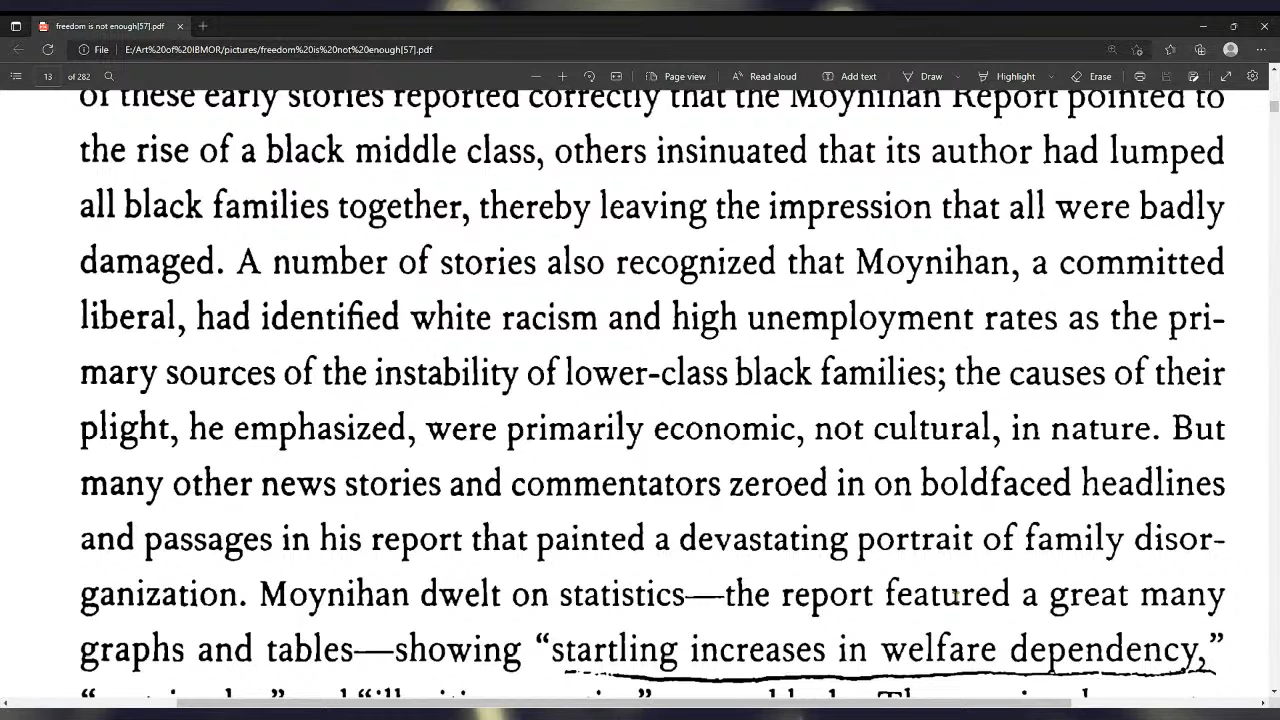 freedom is not enough[57].pdf
File E:/Art%20of%20IBMOR/pictures/freedom%20is%20not%20enough[57].pdf
13 of 282 Page view Read aloud Add text Draw Highlight Erase
of these early stories reported correctly that the Moynihan Report pointed to
the rise of a black middle class, others insinuated that its author had lumped
all black families together, thereby leaving the impression that all were badly
damaged. A number of stories also recognized that Moynihan, a committed
liberal, had identified white racism and high unemployment rates as the pri-
mary sources of the instability of lower-class black families; the causes of their
plight, he emphasized, were primarily economic, not cultural, in nature. But
many other news stories and commentators zeroed in on boldfaced headlines
and passages in his report that painted a devastating portrait of family disor-
ganization. Moynihan dwelt on statistics—the report featured a great many
graphs and tables—showing “startling increases in welfare dependency,”